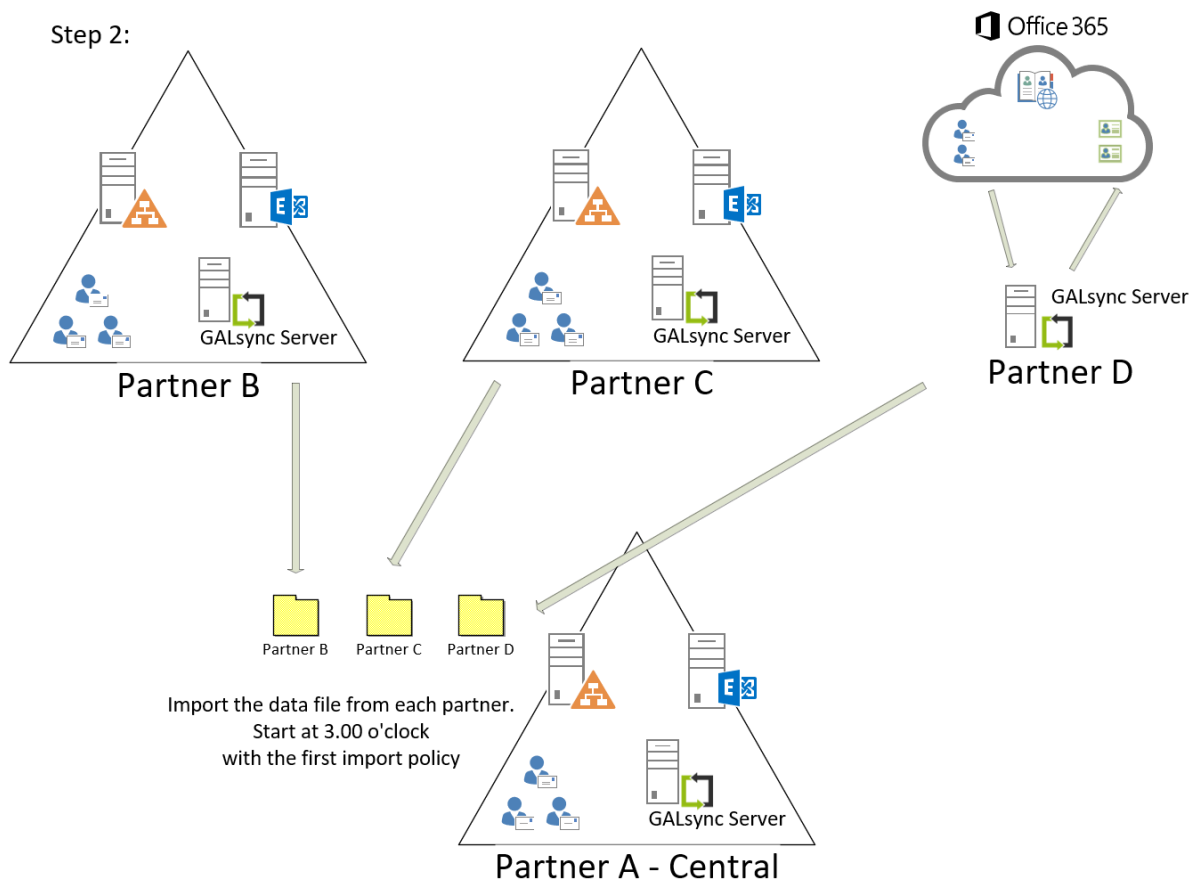 Step 2:
Office 365
E
E
GALsync Server
GALsync Server
GALsync Server
Partner B
Partner C
Partner D
Partner B
Partner C
Partner D
Import the data file from each partner.
Start at 3.00 o'clock
with the first import policy
E
GALsync Server
Partner A - Central